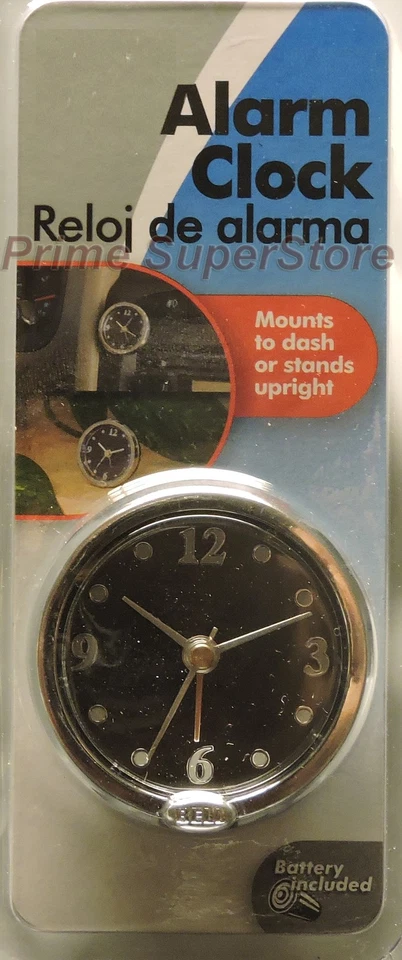 Alarm
Clock
Reloj de alarma
Prime SuperStore
Mounts
to dash
or stands
upright
12
9
3
6
BELL
Battery
included